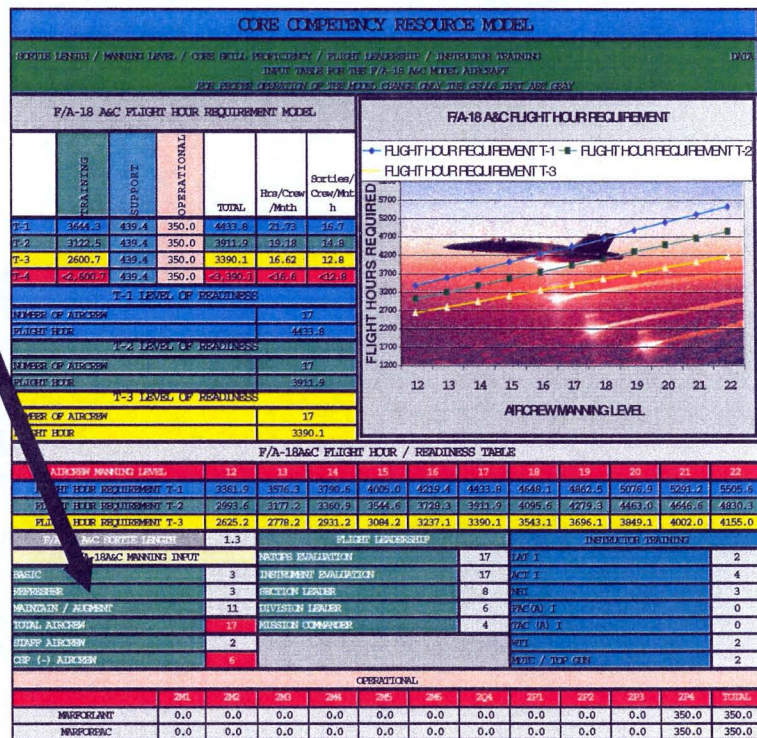 CORE COMPETENCY RESOURCE MODEL
SORTIE LENGTH / MANNING LEVEL / CORE SKILL PROFICIENCY / FLIGHT LEADERSHIP / INSTRUCTOR TRAINING
INPUT TABLE FOR THE F/A-18 A&C MODEL AIRCRAFT
FOR PROPER OPERATION OF THE MODEL CHANGE ONLY THE CELLS THAT ARE GRAY
F/A-18 A&C FLIGHT HOUR REQUIREMENT MODEL
TRAINING SUPPORT OPERATIONAL TOTAL Hrs/Crew/Mnth Sorties/Crew/Mnth
T-1 3644.3 439.4 350.0 4433.8 21.73 16.7
T-2 3122.5 439.4 350.0 3911.9 19.18 14.8
T-3 2600.7 439.4 350.0 3390.1 16.62 12.8
T-4 <2,600.7 439.4 350.0 <3,390.1 <16.6 <12.8
T-1 LEVEL OF READINESS
NUMBER OF AIRCREW 17
FLIGHT HOUR 4433.8
T-2 LEVEL OF READINESS
NUMBER OF AIRCREW 17
FLIGHT HOUR 3911.9
T-3 LEVEL OF READINESS
NUMBER OF AIRCREW 17
FLIGHT HOUR 3390.1
F/A-18 A&C FLIGHT HOUR REQUIREMENT
FLIGHT HOUR REQUIREMENT T-1 FLIGHT HOUR REQUIREMENT T-2
FLIGHT HOUR REQUIREMENT T-3
FLIGHT HOURS REQUIRED
5700
5200
4700
4200
3700
3200
2700
2200
1700
1200
12 13 14 15 16 17 18 19 20 21 22
AIRCREW MANNING LEVEL
F/A-18A&C FLIGHT HOUR / READINESS TABLE
AIRCREW MANNING LEVEL 12 13 14 15 16 17 18 19 20 21 22
FLIGHT HOUR REQUIREMENT T-1 3361.9 3576.3 3790.6 4005.0 4219.4 4433.8 4648.1 4862.5 5076.9 5291.2 5505.6
FLIGHT HOUR REQUIREMENT T-2 2993.6 3177.2 3360.9 3544.6 3728.3 3911.9 4095.6 4279.3 4463.0 4646.6 4830.3
FLIGHT HOUR REQUIREMENT T-3 2625.2 2778.2 2931.2 3084.2 3237.1 3390.1 3543.1 3696.1 3849.1 4002.0 4155.0
A&C SORTIE LENGTH 1.3 FLIGHT LEADERSHIP INSTRUCTOR TRAINING
18A&C MANNING INPUT NATOPS EVALUATION 17 LAT I 2
BASIC 3 INSTRUMENT EVALUATION 17 ACT I 4
REFRESHER 3 SECTION LEADER 8 NSI 3
MAINTAIN / AUGMENT 11 DIVISION LEADER 6 FAC(A) I 0
TOTAL AIRCREW 17 MISSION COMMANDER 4 TAC (A) I 0
STAFF AIRCREW 2 WTI 2
CSP (-) AIRCREW 6 MDTC / TOP GUN 2
OPERATIONAL
2M1 2M2 2M3 2M4 2M5 2M6 2Q4 2P1 2P2 2P3 2P4 TOTAL
MARFORLANT 0.0 0.0 0.0 0.0 0.0 0.0 0.0 0.0 0.0 0.0 350.0 350.0
MARFORPAC 0.0 0.0 0.0 0.0 0.0 0.0 0.0 0.0 0.0 0.0 350.0 350.0